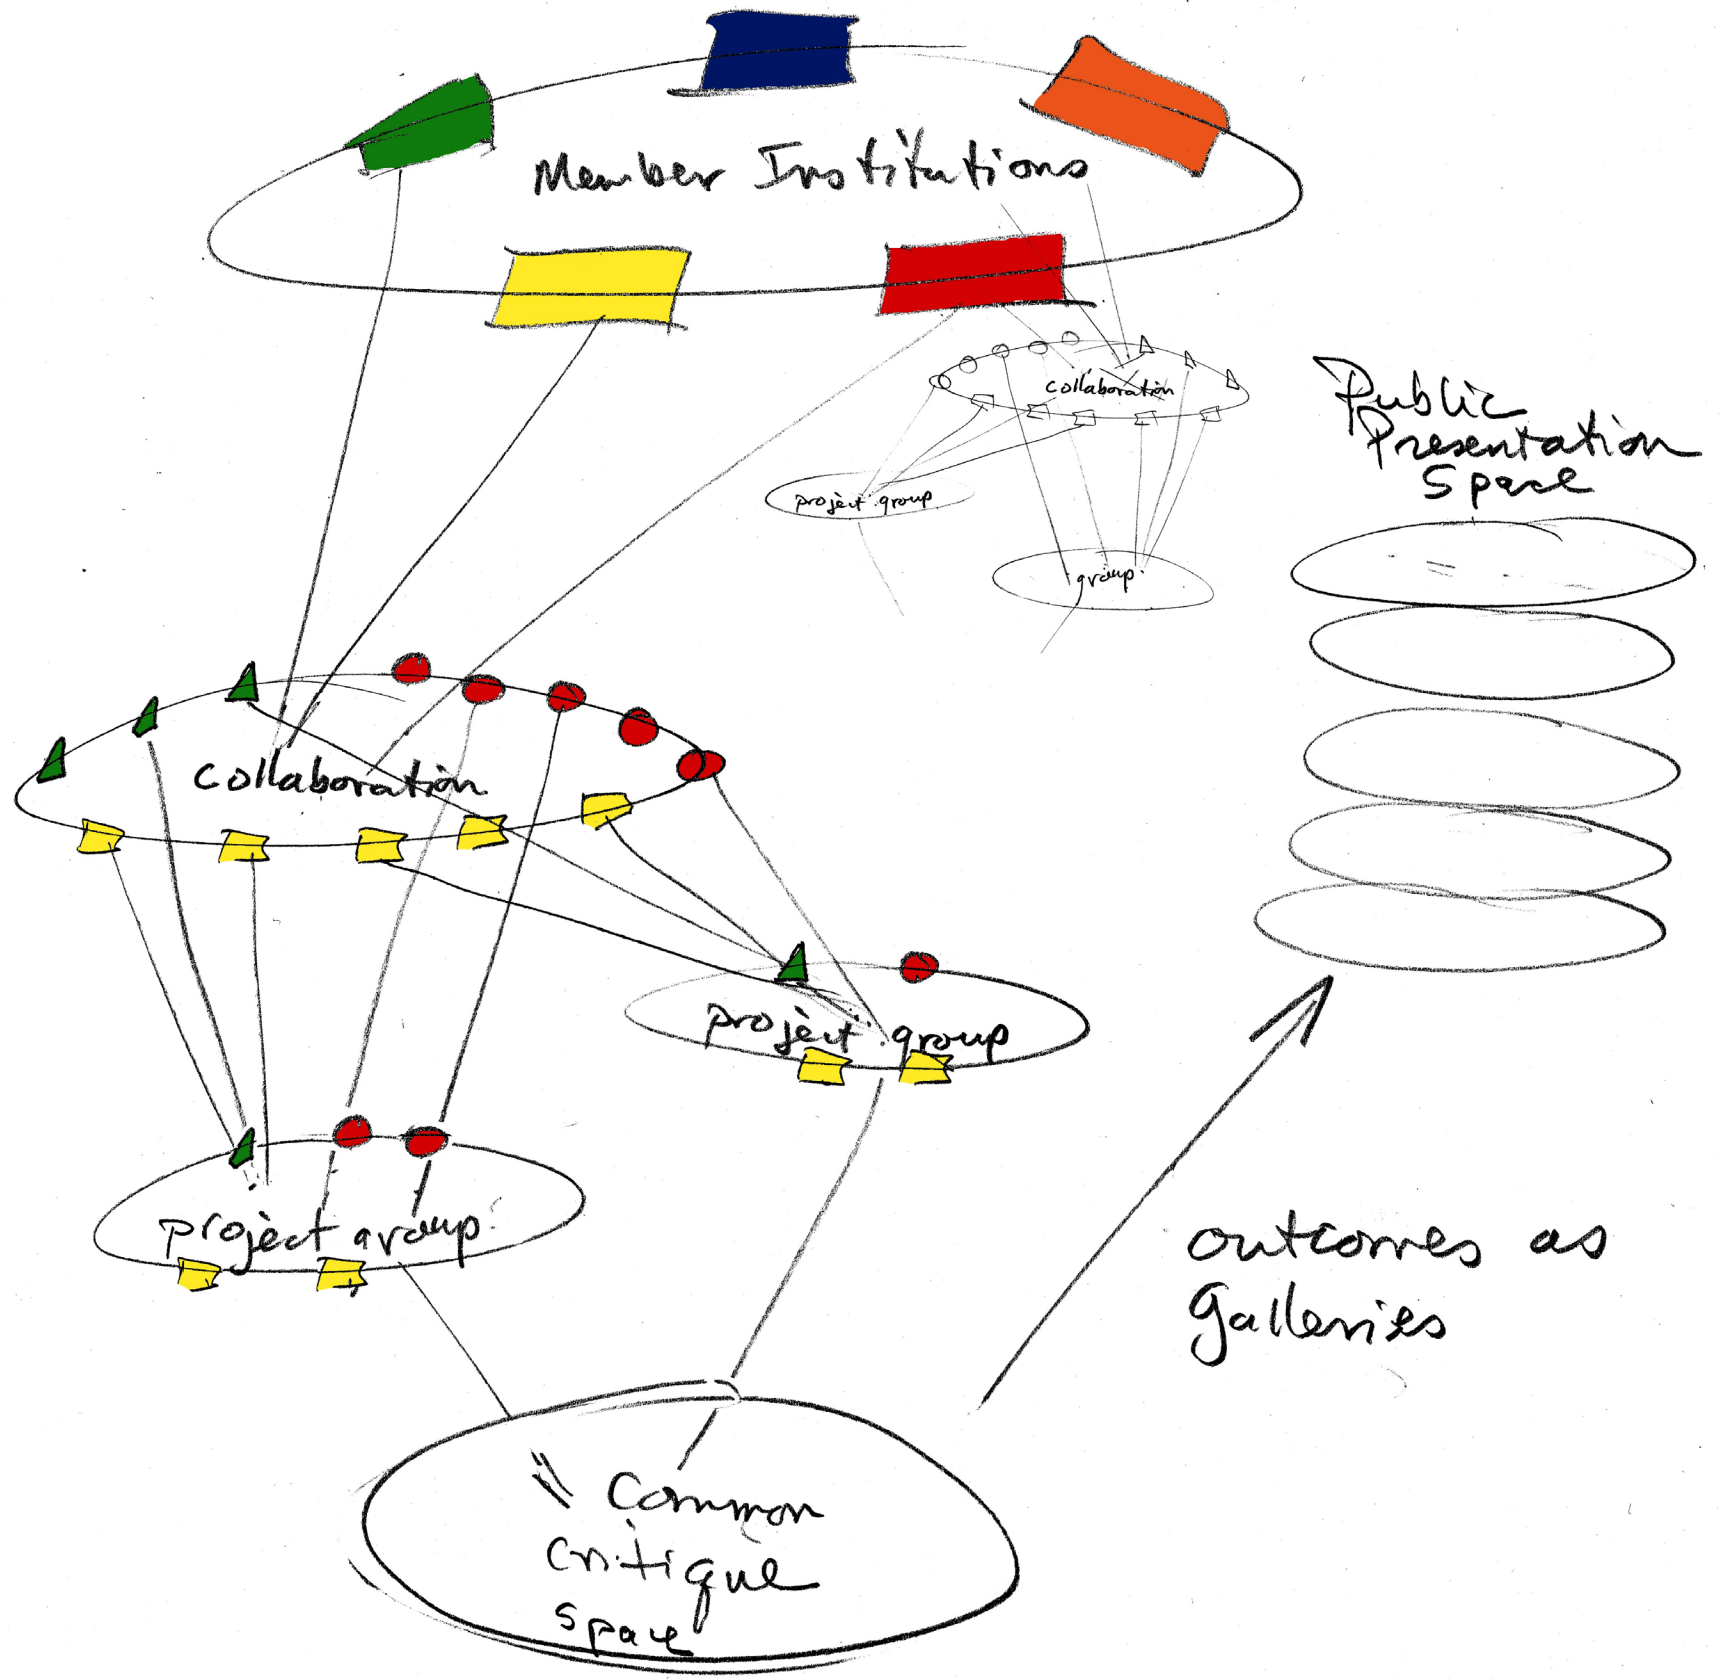 Member Institutions
collaboration
project group
group
Public
Presentation
Space
collaboration
project group
project group
outcomes as
Galleries
Common
critique
space